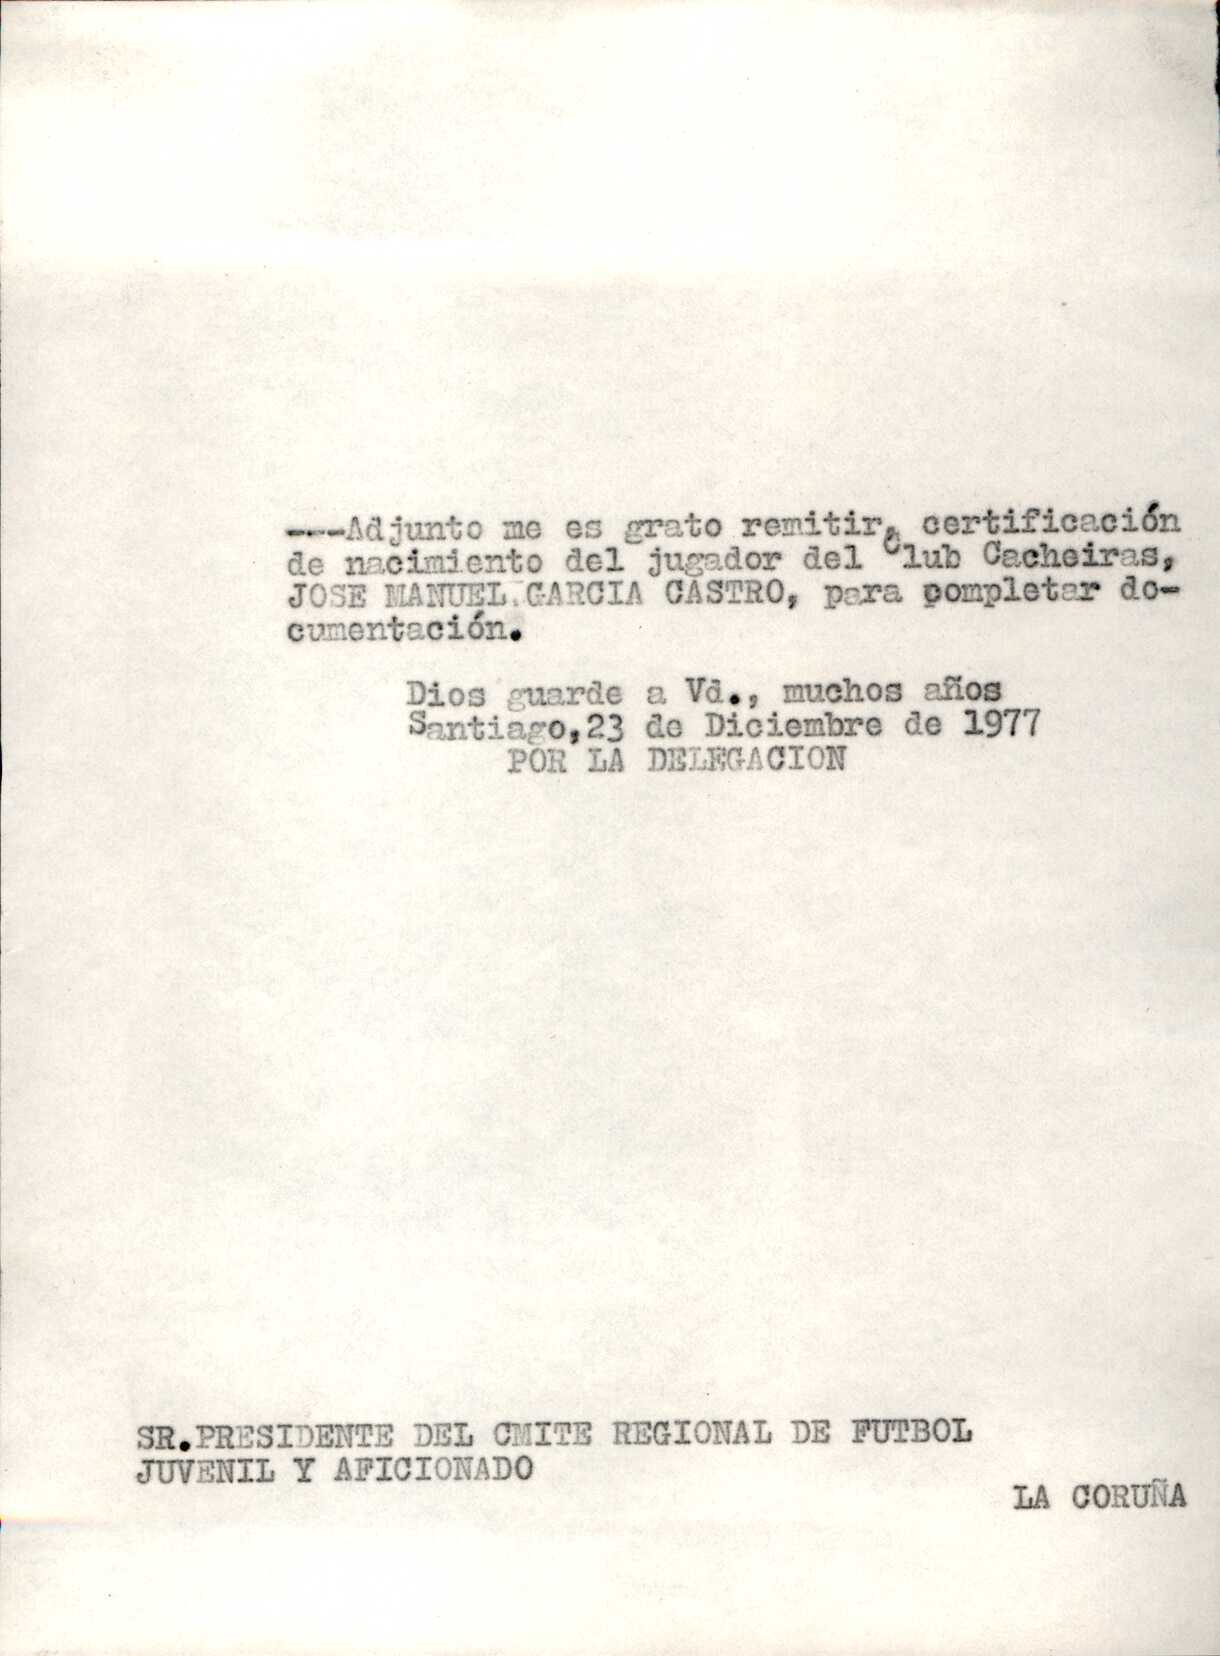 ----Adjunto me es grato remitir, certificación
de nacimiento del jugador del Club Cacheiras,
JOSE MANUEL GARCIA CASTRO, para completar do-
cumentación.
Dios guarde a Vd., muchos años
Santiago,23 de Diciembre de 1977
POR LA DELEGACION
SR.PRESIDENTE DEL CMITE REGIONAL DE FUTBOL
JUVENIL Y AFICIONADO
LA CORUÑA